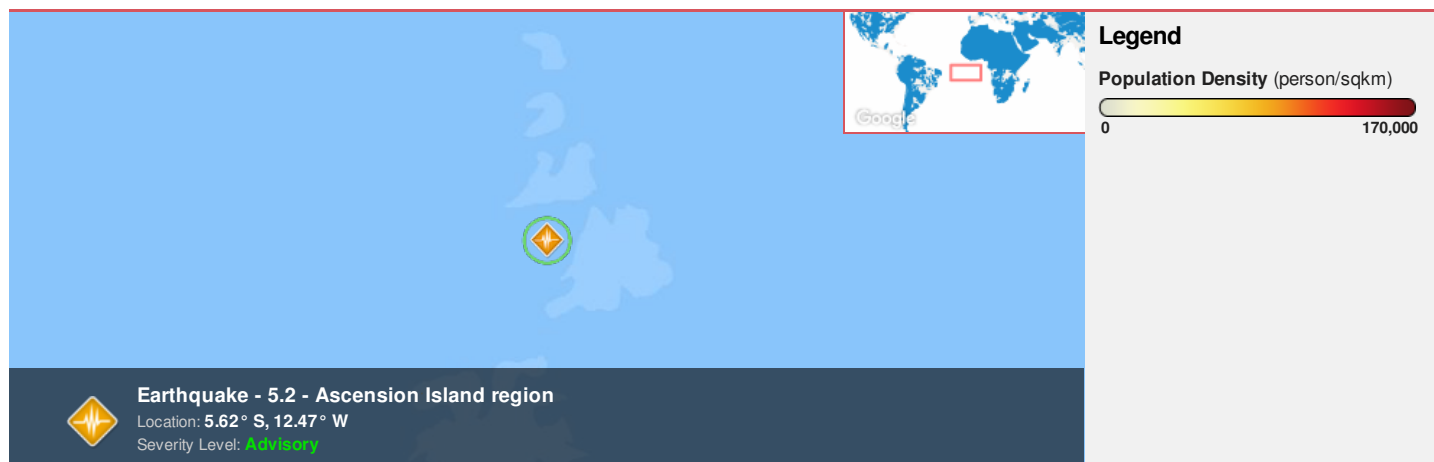 Google
Legend
Population Density (person/sqkm)
0 170,000
Earthquake - 5.2 - Ascension Island region
Location: 5.62° S, 12.47° W
Severity Level: Advisory